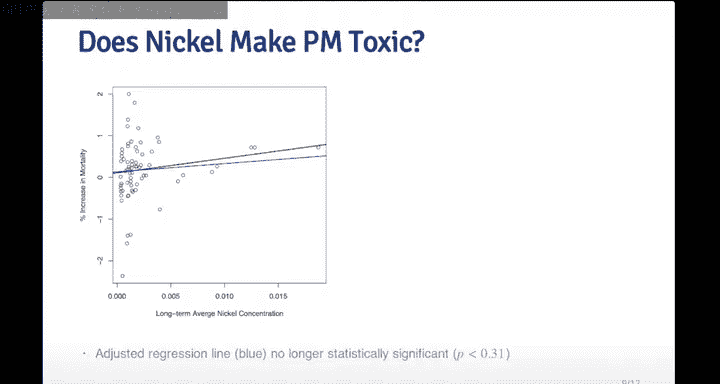 Does Nickel Make PM Toxic?
2
1
0
-1
-2
% Increase in Mortality
0.000 0.005 0.010 0.015
Long-term Averge Nickel Concentration
· Adjusted regression line (blue) no longer statistically significant (p < 0.31)